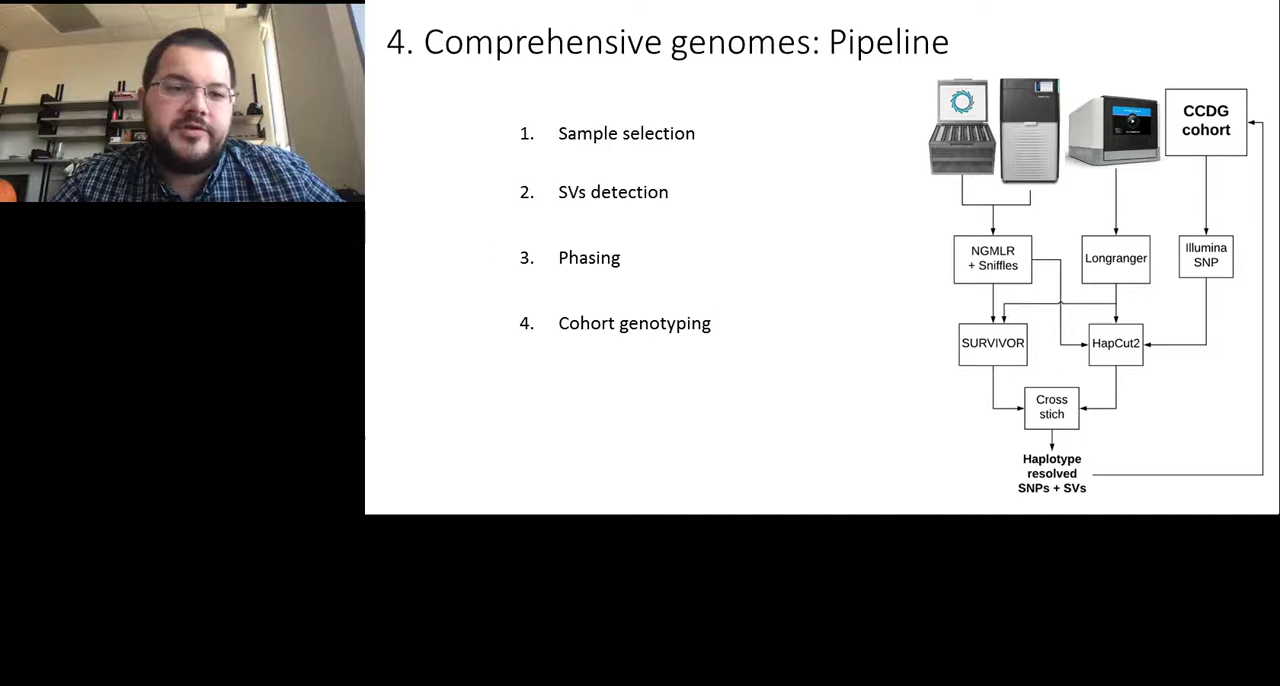 4. Comprehensive genomes: Pipeline
1. Sample selection
2. SVs detection
3. Phasing
4. Cohort genotyping
CCDG
cohort
NGMLR
+ Sniffles
Longranger
Illumina
SNP
SURVIVOR
HapCut2
Cross
stich
Haplotype
resolved
SNPs + SVs